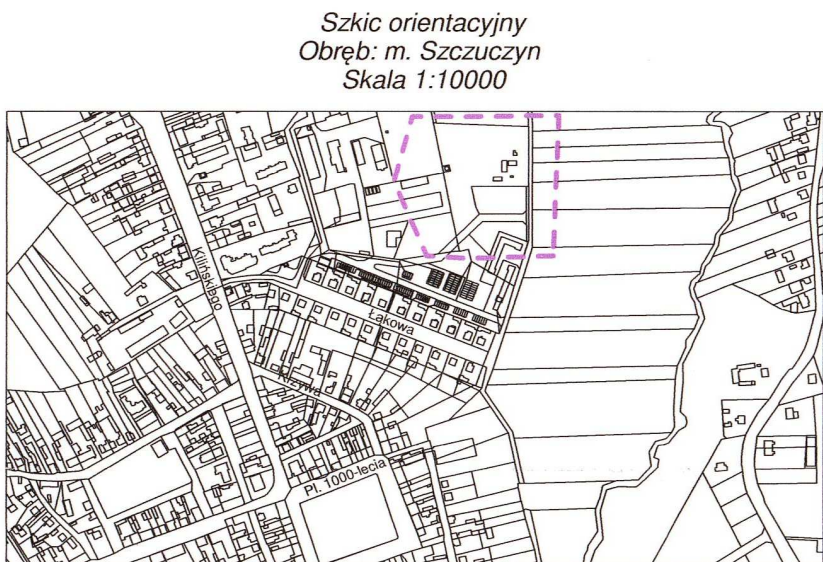 Szkic orientacyjny
Obręb: m. Szczuczyn
Skala 1:10000
Kilińskiego
Łąkowa
Krzywa
Pl. 1000-lecia